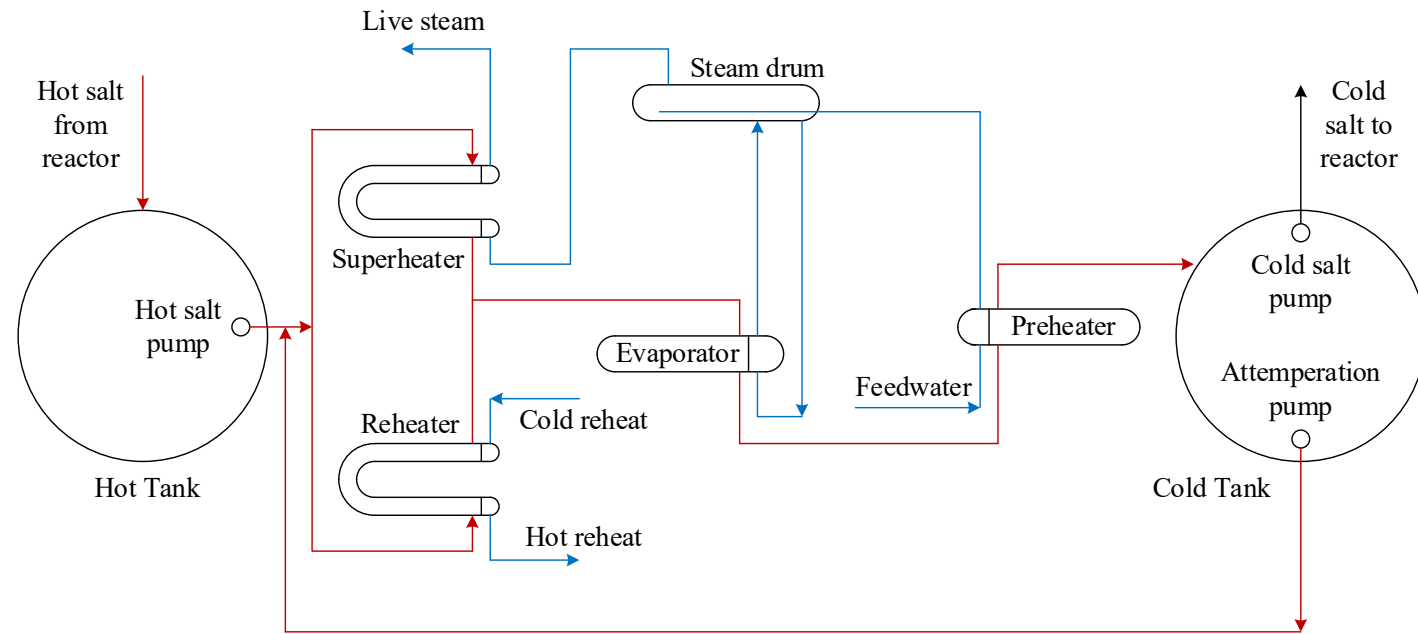 Live steam
Steam drum
Hot salt
from
reactor
Cold
salt to
reactor
Superheater
Cold salt
pump
Hot salt
pump
Evaporator
Preheater
Feedwater
Attemperation
pump
Reheater
Cold reheat
Hot Tank
Cold Tank
Hot reheat